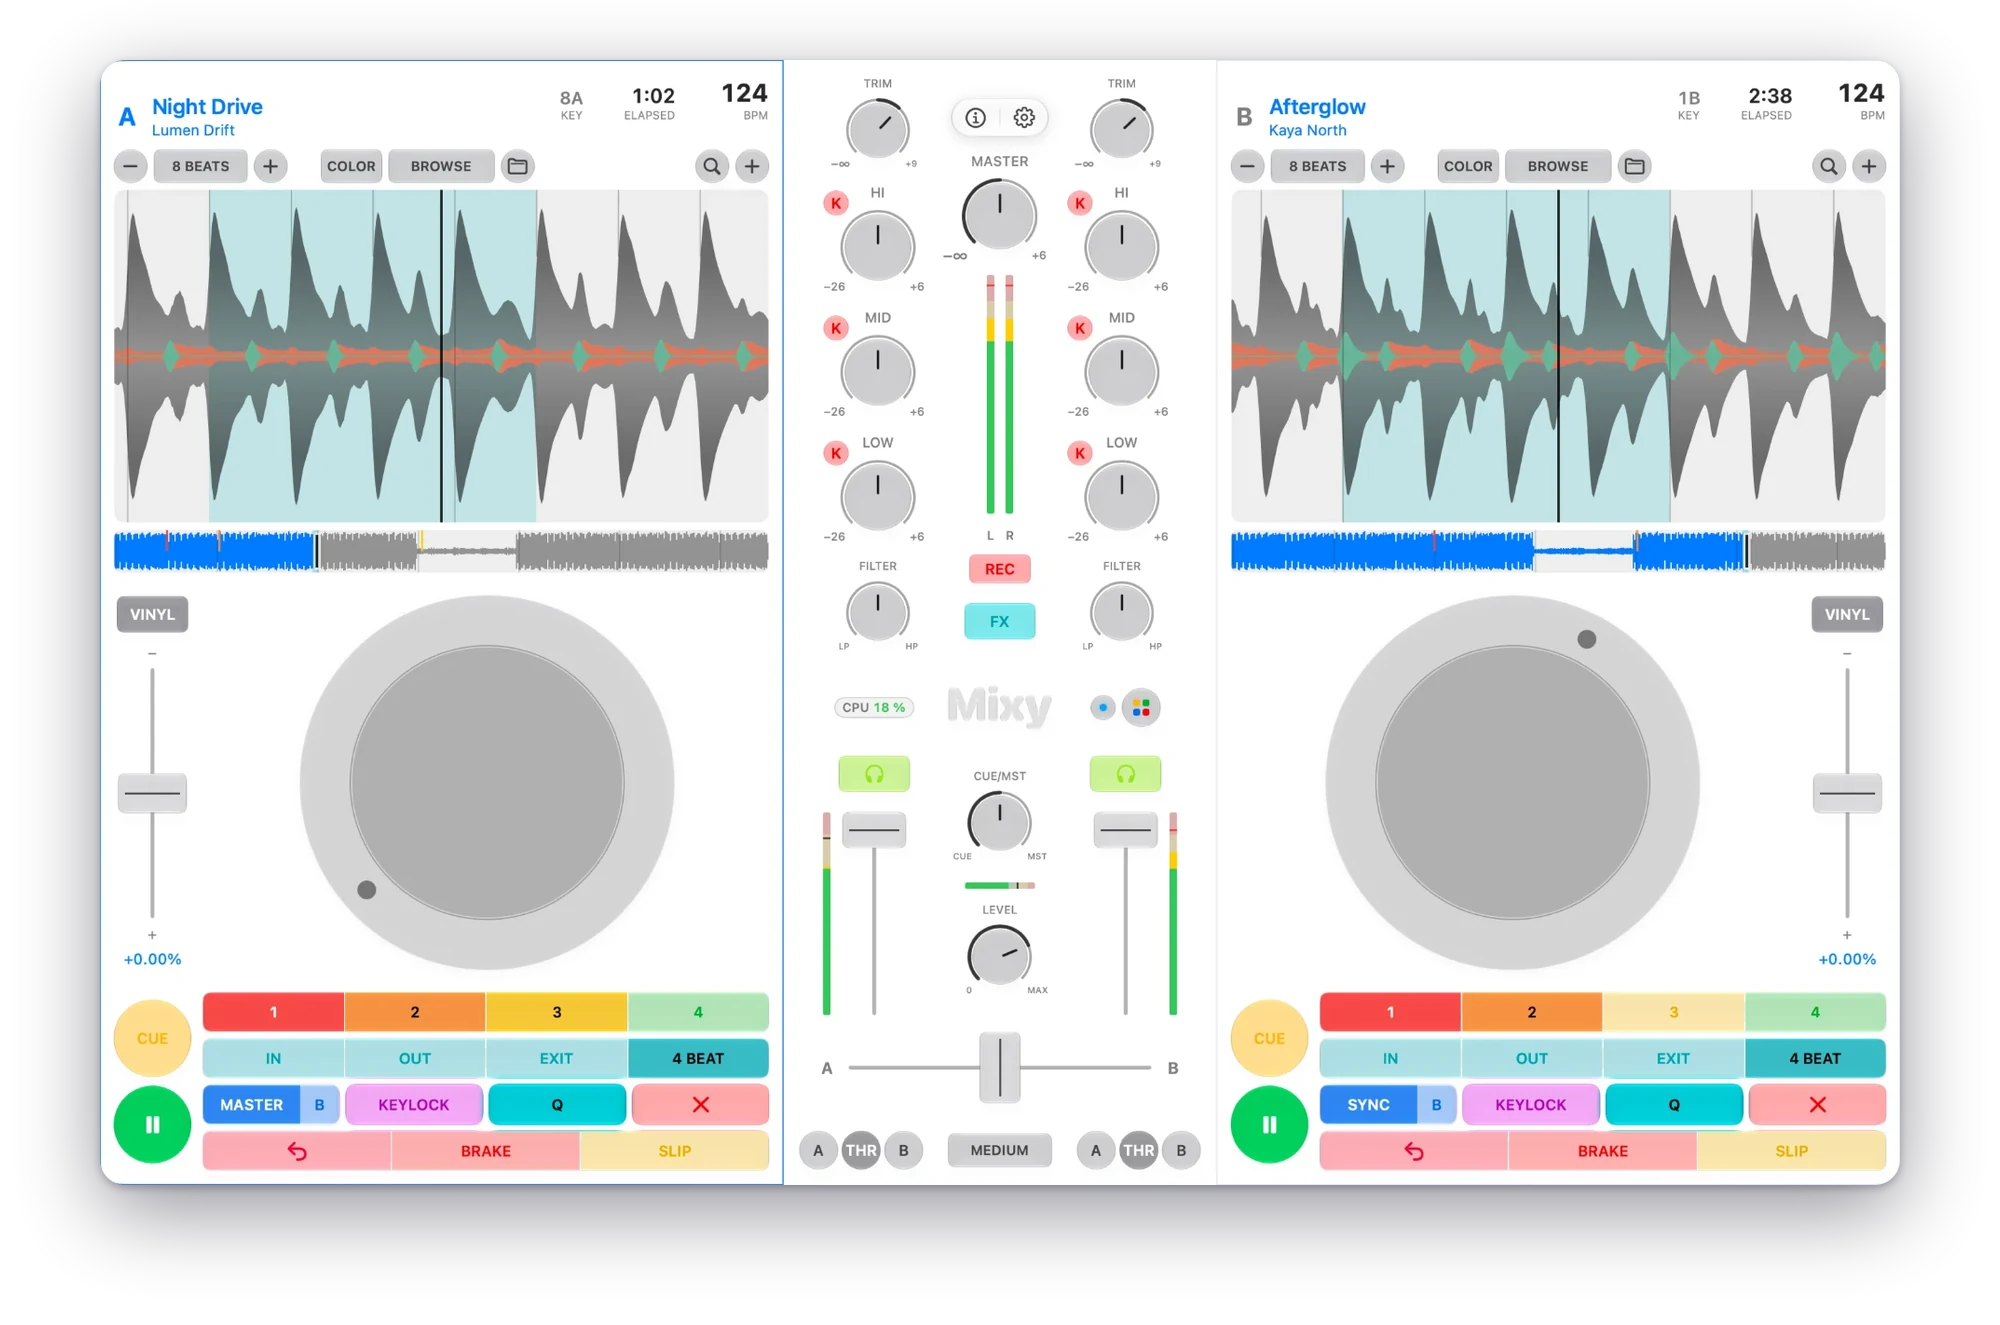 A
Night Drive
Lumen Drift
8A
KEY
1:02
ELAPSED
124
BPM
8 BEATS
COLOR
BROWSE
VINYL
−
+
+0.00%
CUE
1
2
3
4
IN
OUT
EXIT
4 BEAT
MASTER
B
KEYLOCK
Q
BRAKE
SLIP
TRIM
−∞
+9
K
HI
−26
+6
K
MID
−26
+6
K
LOW
−26
+6
FILTER
LP
HP
CPU 18 %
MASTER
−∞
+6
L R
REC
FX
Mixy
CUE/MST
CUE
MST
LEVEL
0
MAX
TRIM
−∞
+9
K
HI
−26
+6
K
MID
−26
+6
K
LOW
−26
+6
FILTER
LP
HP
A
B
A
THR
B
MEDIUM
A
THR
B
B
Afterglow
Kaya North
1B
KEY
2:38
ELAPSED
124
BPM
8 BEATS
COLOR
BROWSE
VINYL
−
+
+0.00%
CUE
1
2
3
4
IN
OUT
EXIT
4 BEAT
SYNC
B
KEYLOCK
Q
BRAKE
SLIP